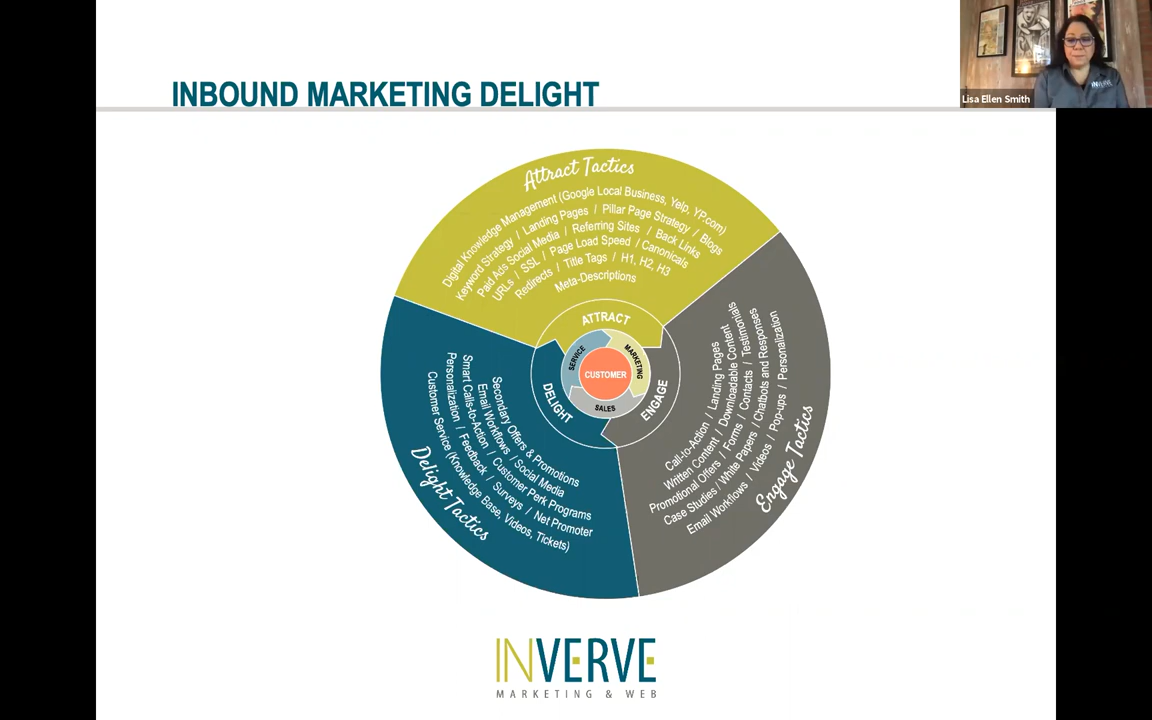 INBOUND MARKETING DELIGHT
Lisa Ellen Smith
INVERVE
Attract Tactics
Digital Knowledge Management (Google Local Business, Yelp, YP.com)
Keyword Strategy / Landing Pages / Pillar Page Strategy / Blogs
Paid Ads Social Media / Referring Sites / Back Links
URLs / SSL / Page Load Speed / Canonicals
Redirects / Title Tags / H1, H2, H3
Meta-Descriptions
ATTRACT
SERVICE
MARKETING
CUSTOMER
SALES
DELIGHT
ENGAGE
Call-to-Action / Landing Pages
Written Content / Downloadable Content
Promotional Offers / Forms / Contacts / Testimonials
Case Studies / White Papers / Chatbots and Responses
Email Workflows / Videos / Pop-ups / Personalization
Engage Tactics
Secondary Offers & Promotions
Email Workflows / Social Media
Smart Calls-to-Action / Customer Perk Programs
Personalization / Feedback / Surveys / Net Promoter
Customer Service (Knowledge Base, Videos, Tickets)
Delight Tactics
INVERVE
MARKETING & WEB